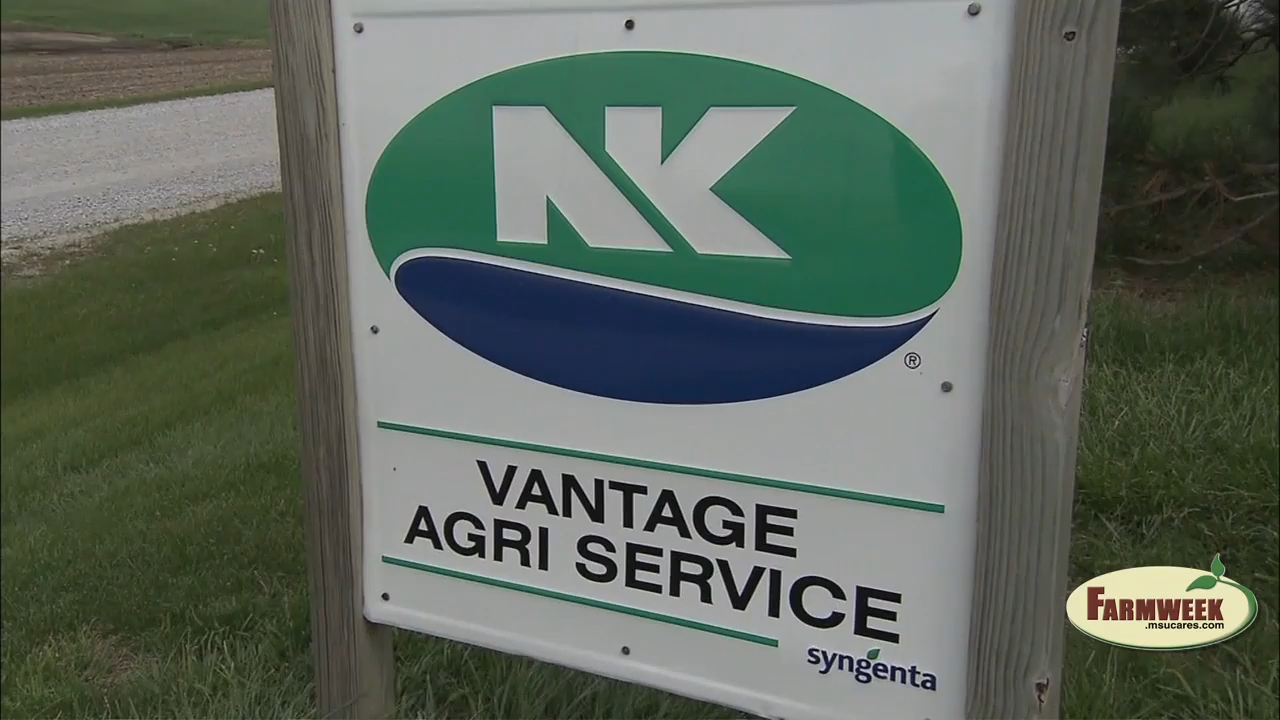 NK
®
VANTAGE
AGRI SERVICE
syngenta
FARMWEEK
.msucares.com